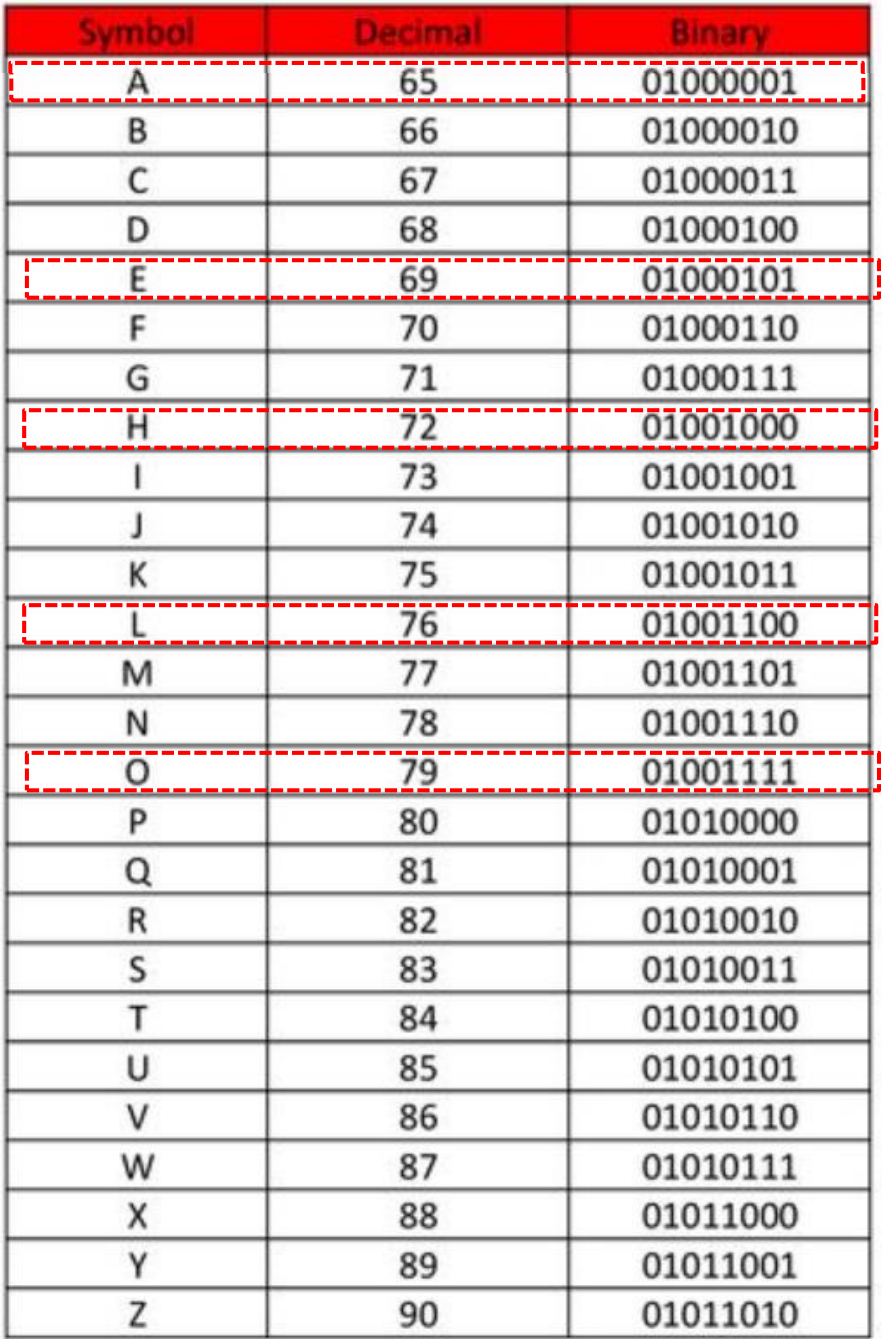 Symbol Decimal Binary
A 65 01000001
B 66 01000010
C 67 01000011
D 68 01000100
E 69 01000101
F 70 01000110
G 71 01000111
H 72 01001000
I 73 01001001
J 74 01001010
K 75 01001011
L 76 01001100
M 77 01001101
N 78 01001110
O 79 01001111
P 80 01010000
Q 81 01010001
R 82 01010010
S 83 01010011
T 84 01010100
U 85 01010101
V 86 01010110
W 87 01010111
X 88 01011000
Y 89 01011001
Z 90 01011010